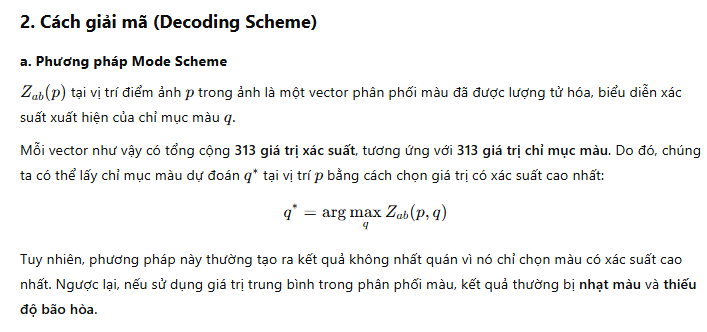 2. Cách giải mã (Decoding Scheme)
a. Phương pháp Mode Scheme
Z_{ab}(p) tại vị trí điểm ảnh p trong ảnh là một vector phân phối màu đã được lượng tử hóa, biểu diễn xác
suất xuất hiện của chỉ mục màu q.
Mỗi vector như vậy có tổng cộng 313 giá trị xác suất, tương ứng với 313 giá trị chỉ mục màu. Do đó, chúng
ta có thể lấy chỉ mục màu dự đoán q* tại vị trí p bằng cách chọn giá trị có xác suất cao nhất:
q* = arg max_q Z_{ab}(p, q)
Tuy nhiên, phương pháp này thường tạo ra kết quả không nhất quán vì nó chỉ chọn màu có xác suất cao
nhất. Ngược lại, nếu sử dụng giá trị trung bình trong phân phối màu, kết quả thường bị nhạt màu và thiếu
độ bão hòa.